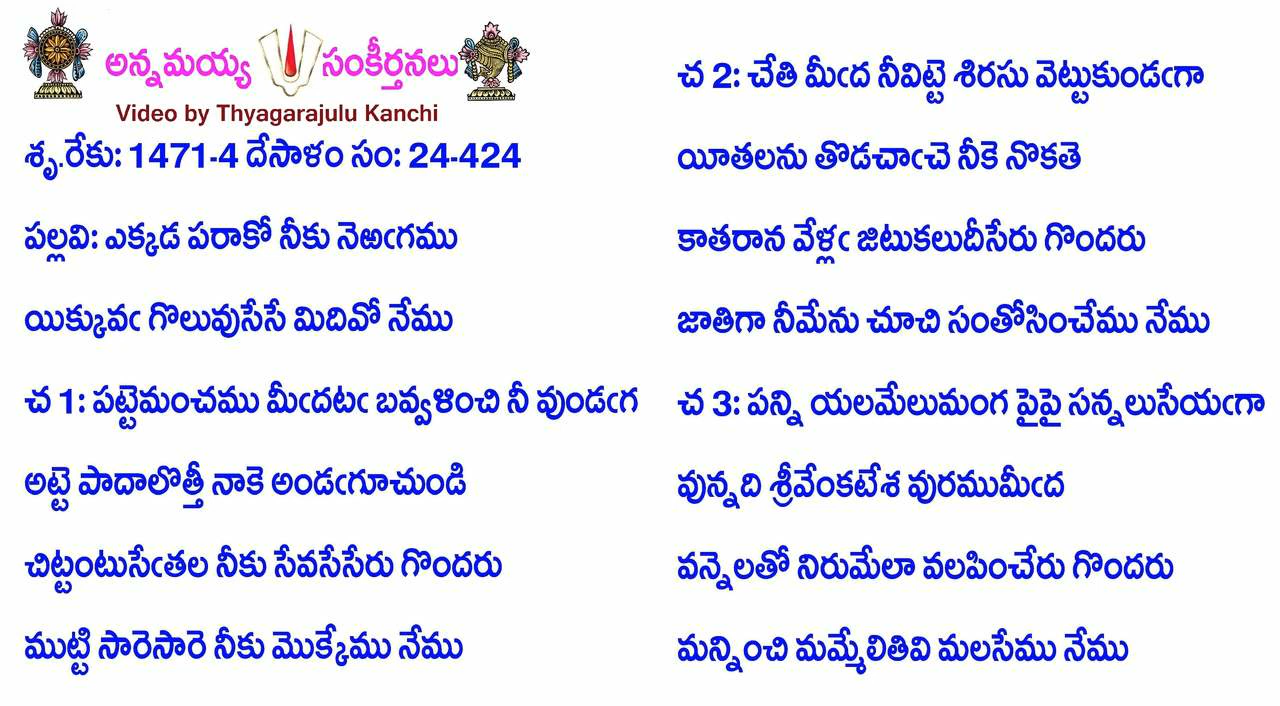 అన్నమయ్య సంకీర్తనలు
Video by Thyagarajulu Kanchi
శృ.రేకు: 1471-4 దేసాళం సం: 24-424
పల్లవి: ఎక్కడ పరాకో నీకు నెఱఁగము
యిక్కువఁ గొలువుసేసే మిదివో నేము
చ 1: పట్టెమంచము మీఁదటఁ బవ్వళించి నీ వుండఁగ
అట్టె పాదాలొత్తీ నాకె అండఁగూచుండి
చిట్టంటుసేఁతల నీకు సేవసేసేరు గొందరు
ముట్టి సారెసారె నీకు మొక్కేము నేము
చ 2: చేతి మీఁద నీవిట్టె శిరసు వెట్టుకుండఁగా
యీతలను తొడచాఁచె నీకె నొకతె
కాతరాన వేళ్లఁ జిటుకలుదీసేరు గొందరు
జాతిగా నీమేను చూచి సంతోసించేము నేము
చ 3: పన్ని యలమేలుమంగ పైపై సన్నలుసేయఁగా
వున్నది శ్రీవేంకటేశ వురముమీఁద
వన్నెలతో నిరుమేలా వలపించేరు గొందరు
మన్నించి మమ్మేలితివి మలసేము నేము